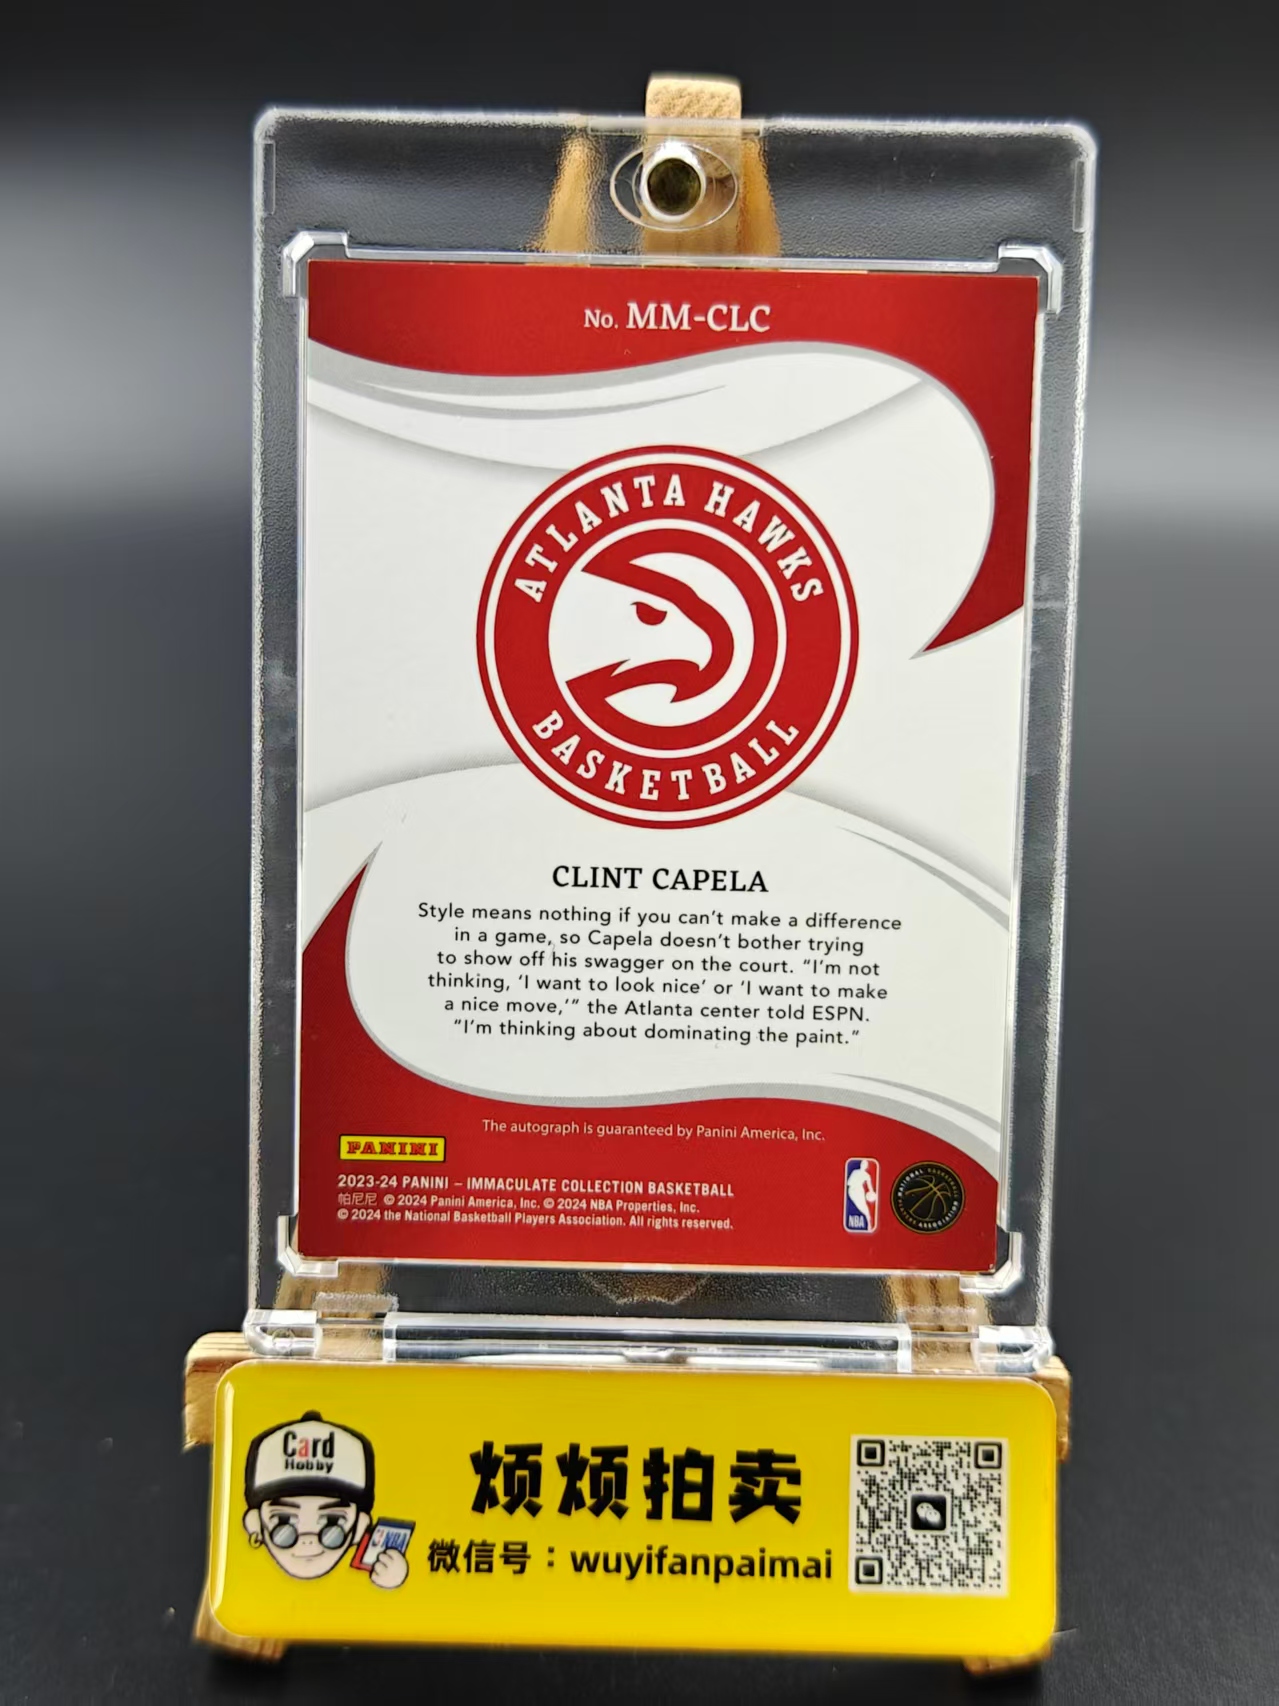 No. MM-CLC
ATLANTA HAWKS
BASKETBALL
CLINT CAPELA
Style means nothing if you can't make a difference
in a game, so Capela doesn't bother trying
to show off his swagger on the court. "I'm not
thinking, 'I want to look nice' or 'I want to make
a nice move,'" the Atlanta center told ESPN.
"I'm thinking about dominating the paint."
The autograph is guaranteed by Panini America, Inc.
PANINI
2023-24 PANINI – IMMACULATE COLLECTION BASKETBALL
帕尼尼 © 2024 Panini America, Inc. © 2024 NBA Properties, Inc.
© 2024 the National Basketball Players Association. All rights reserved.
NBA
NATIONAL BASKETBALL
PLAYERS ASSOCIATION
Card
Hobby
NBA
烦烦拍卖
微信号：wuyifanpaimai